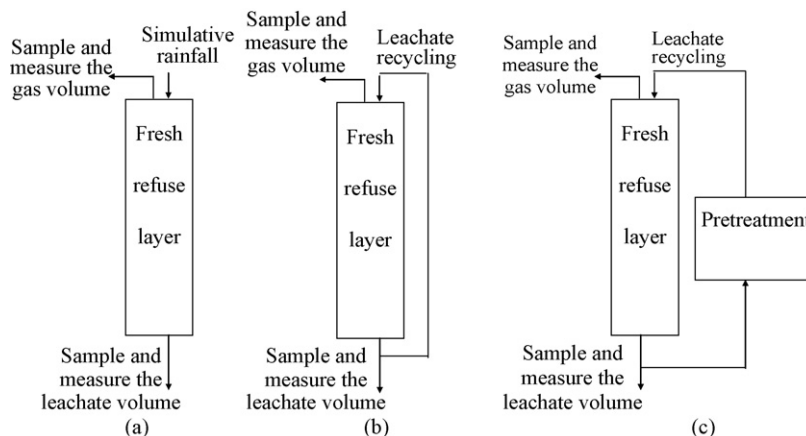 Sample and
measure the
gas volume
Simulative
rainfall
Fresh
refuse
layer
Sample and
measure the
leachate volume
(a)
Sample and
measure the
gas volume
Leachate
recycling
Fresh
refuse
layer
Sample and
measure the
leachate volume
(b)
Sample and
measure the
gas volume
Leachate
recycling
Fresh
refuse
layer
Pretreatment
Sample and
measure the
leachate volume
(c)